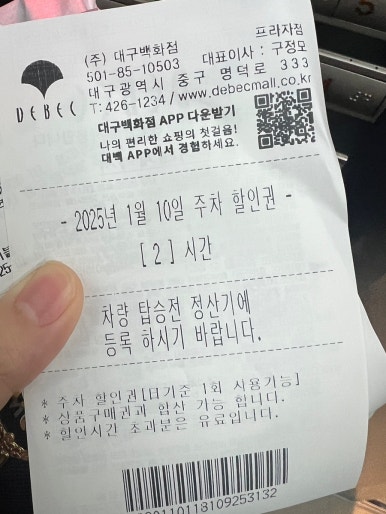 프라자점
(주) 대구백화점
501-85-10503 대표이사 : 구정모
대구광역시 중구 명덕로 333
T:426-1234 / www.debecmall.co.kr
DEBEC
대구백화점 APP 다운받기
나의 편리한 쇼핑의 첫걸음!
대백 APP에서 경험하세요.
- 2025년 1월 10일 주차 할인권 -
[ 2 ] 시간
차량 탑승전 정산기에
등록 하시기 바랍니다.
* 주차 할인권[日기준 1회 사용가능]
* 상품구매권과 합산 가능 합니다.
* 할인시간 초과분은 유료입니다.